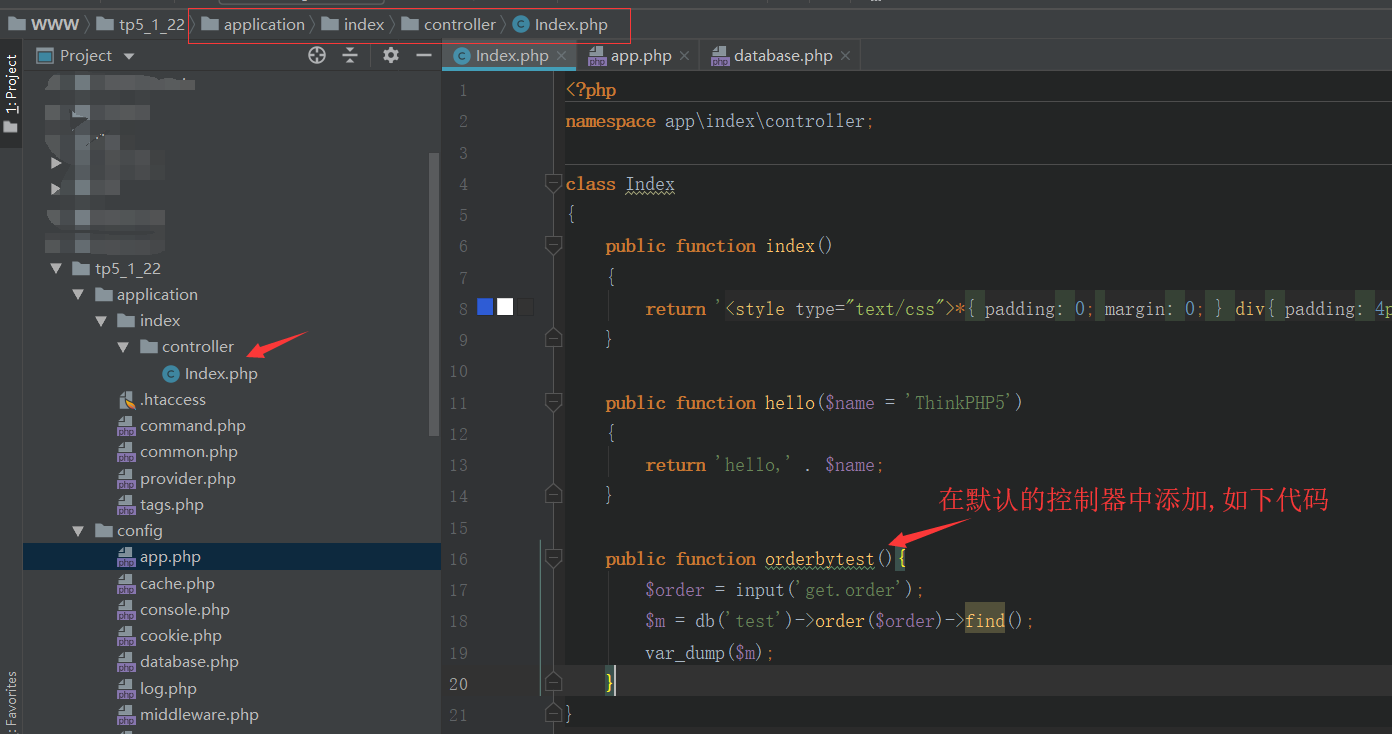 WWW tp5_1_22 application index controller Index.php
1: Project
Project
Index.php app.php database.php
tp5_1_22
application
index
controller
Index.php
.htaccess
command.php
common.php
provider.php
tags.php
config
app.php
cache.php
console.php
cookie.php
database.php
log.php
middleware.php
: Favorites
1 <?php
2 namespace app\index\controller;
3
4 class Index
5 {
6 public function index()
7 {
8 return '<style type="text/css">*{ padding: 0; margin: 0; } div{ padding: 4p
9 }
10
11 public function hello($name = 'ThinkPHP5')
12 {
13 return 'hello,' . $name;
14 }
15
在默认的控制器中添加,如下代码
16 public function orderbytest(){
17 $order = input('get.order');
18 $m = db('test')->order($order)->find();
19 var_dump($m);
20 }
21 }